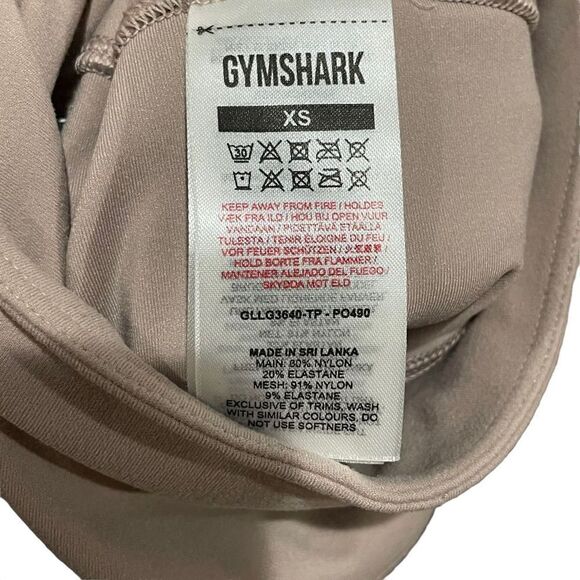 GYMSHARK
XS
30
KEEP AWAY FROM FIRE / HOLDES
VÆK FRA ILD / HOU BIJ OPEN VUUR
VANDAAN / PIDETTÄVÄ ETÄÄLLÄ
TULESTA / TENIR ÉLOIGNÉ DU FEU /
VOR FEUER SCHÜTZEN /
HOLD BORTE FRA FLAMMER /
MANTENER ALEJADO DEL FUEGO /
SKYDDA MOT ELD
GLLG3640-TP - PO490
MADE IN SRI LANKA
MAIN: 80% NYLON
20% ELASTANE
MESH: 91% NYLON
9% ELASTANE
EXCLUSIVE OF TRIMS, WASH
WITH SIMILAR COLOURS, DO
NOT USE SOFTNERS